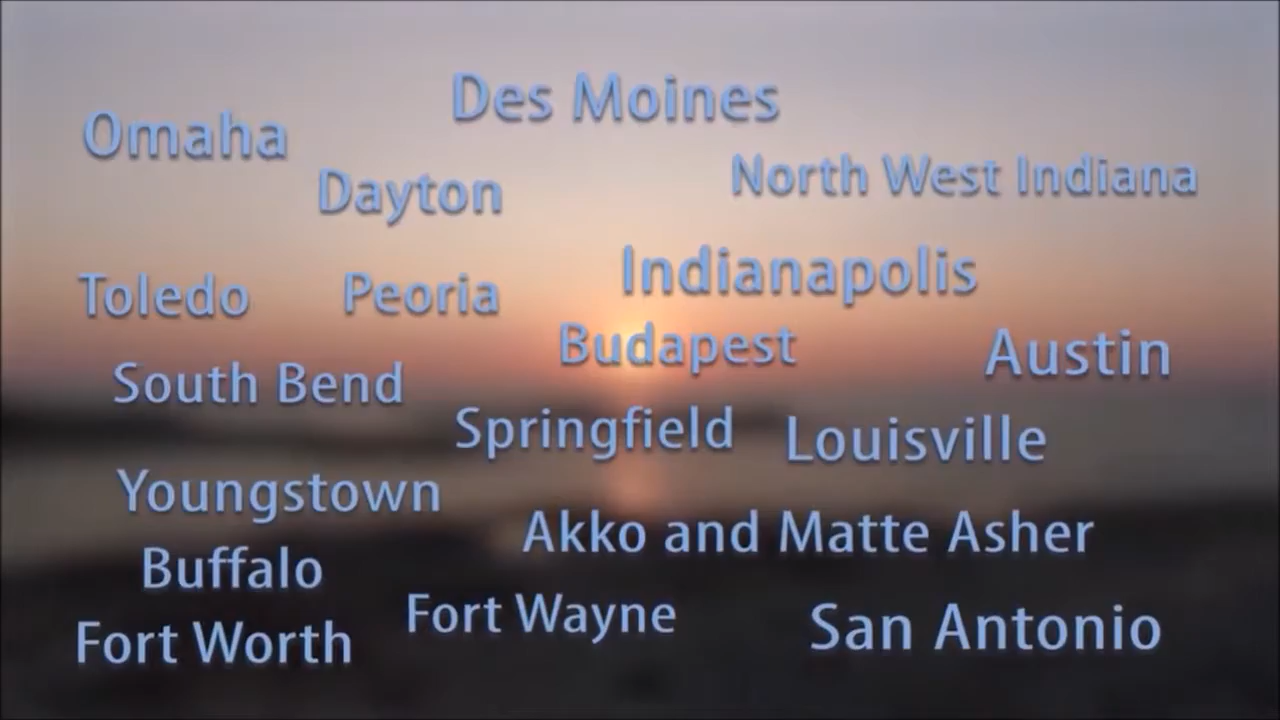 Des Moines
Omaha
North West Indiana
Dayton
Indianapolis
Toledo
Peoria
Budapest
Austin
South Bend
Springfield
Louisville
Youngstown
Akko and Matte Asher
Buffalo
Fort Wayne
San Antonio
Fort Worth